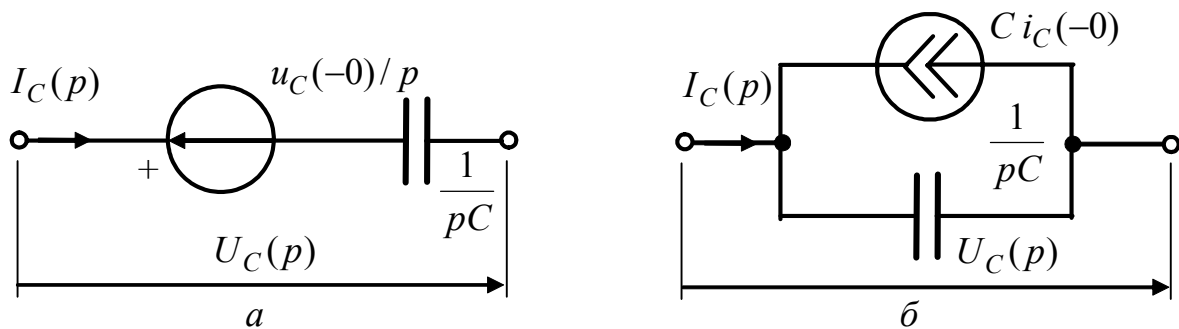 I_C(p)
u_C(−0)/p
+
1
pC
U_C(p)
а
C i_C(−0)
I_C(p)
1
pC
U_C(p)
б